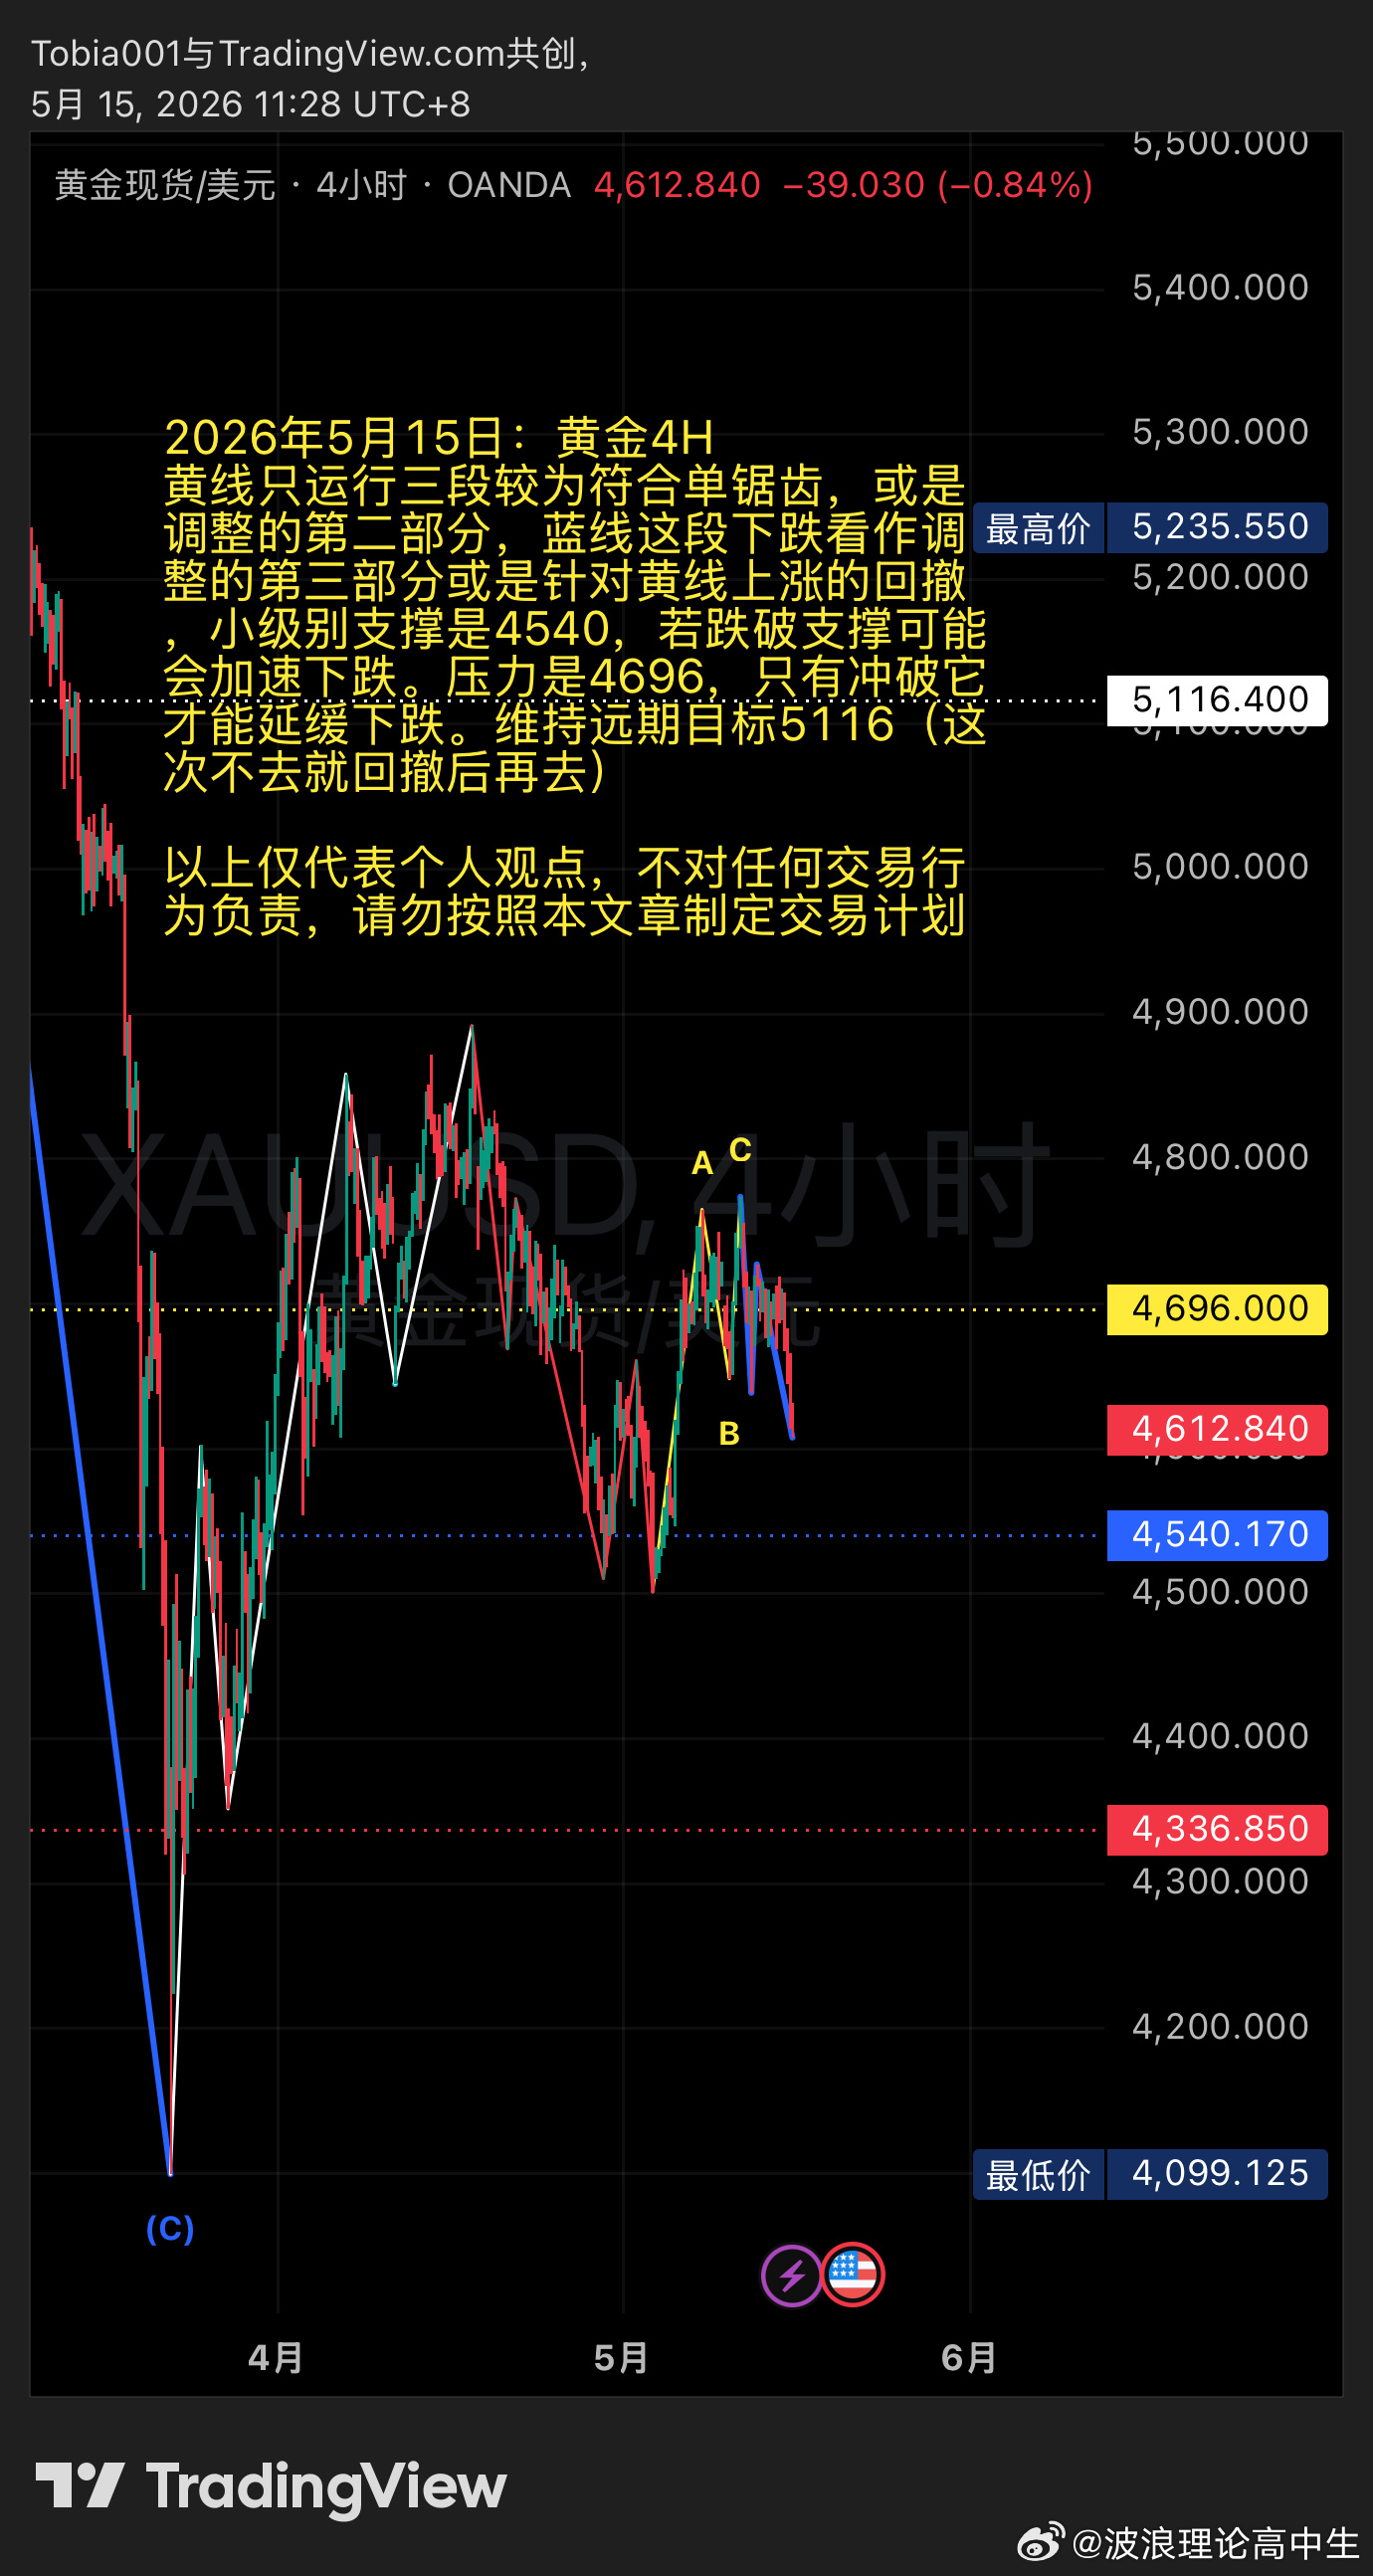 Tobia001与TradingView.com共创，
5月 15, 2026 11:28 UTC+8
黄金现货/美元 · 4小时 · OANDA 4,612.840 −39.030 (−0.84%)
5,500.000
5,400.000
2026年5月15日：黄金4H
黄线只运行三段较为符合单锯齿，或是
调整的第二部分，蓝线这段下跌看作调
整的第三部分或是针对黄线上涨的回撤
，小级别支撑是4540，若跌破支撑可能
会加速下跌。压力是4696，只有冲破它
才能延缓下跌。维持远期目标5116（这
次不去就回撤后再去）
以上仅代表个人观点，不对任何交易行
为负责，请勿按照本文章制定交易计划
5,300.000
最高价 5,235.550
5,200.000
5,116.400
5,100.000
5,000.000
4,900.000
4,800.000
XAUUSD, 4小时
黄金现货/美元
A
C
B
4,696.000
4,612.840
4,540.170
4,500.000
4,400.000
4,336.850
4,300.000
4,200.000
最低价 4,099.125
(C)
4月 5月 6月
TradingView
@波浪理论高中生